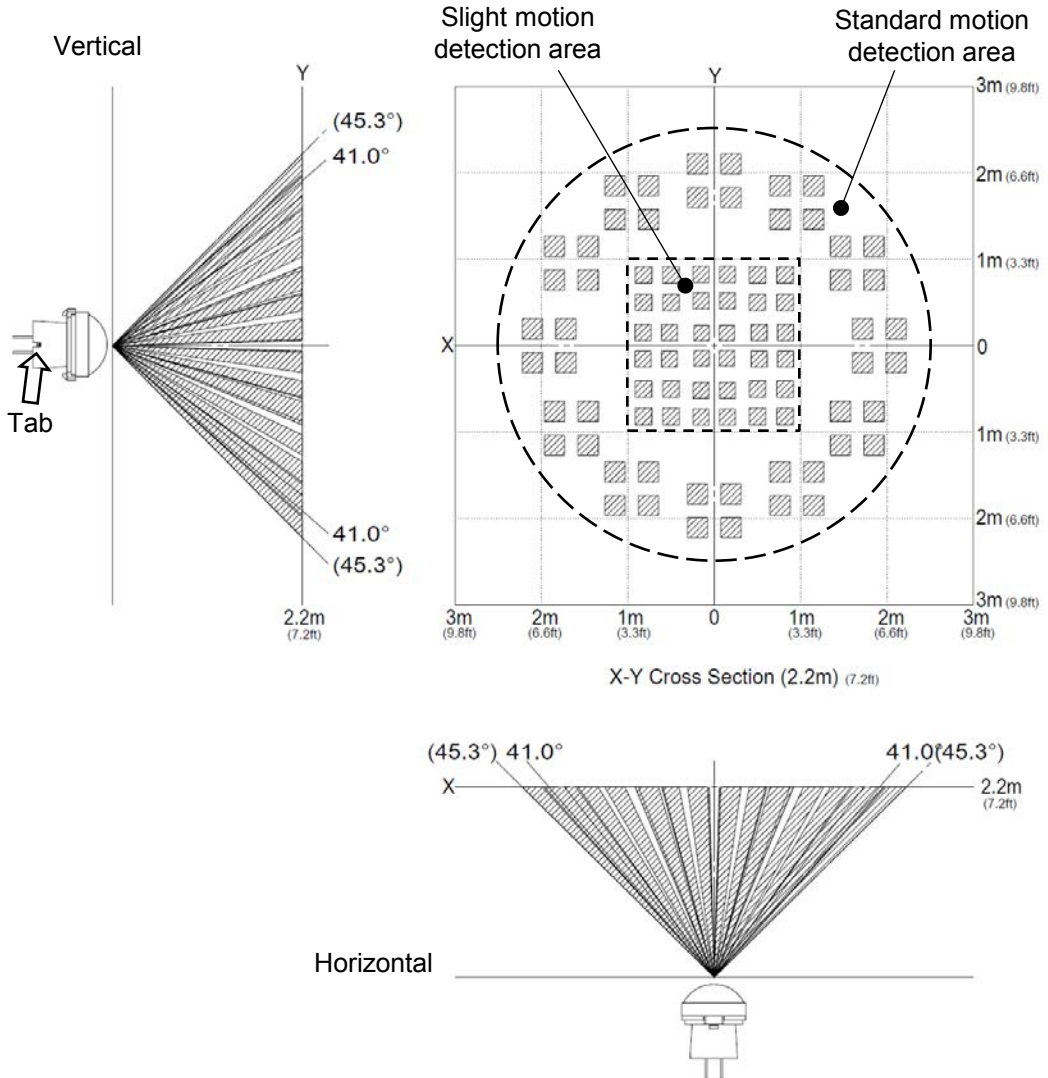 Vertical
Slight motion
detection area
Standard motion
detection area
Y
(45.3°)
41.0°
Tab
41.0°
(45.3°)
2.2m
(7.2ft)
Y
X
3m (9.8ft)
2m (6.6ft)
1m (3.3ft)
0
1m (3.3ft)
2m (6.6ft)
3m (9.8ft)
3m 2m 1m 0 1m 2m 3m
(9.8ft) (6.6ft) (3.3ft) (3.3ft) (6.6ft) (9.8ft)
X-Y Cross Section (2.2m) (7.2ft)
(45.3°) 41.0° 41.0°(45.3°)
X 2.2m
(7.2ft)
Horizontal